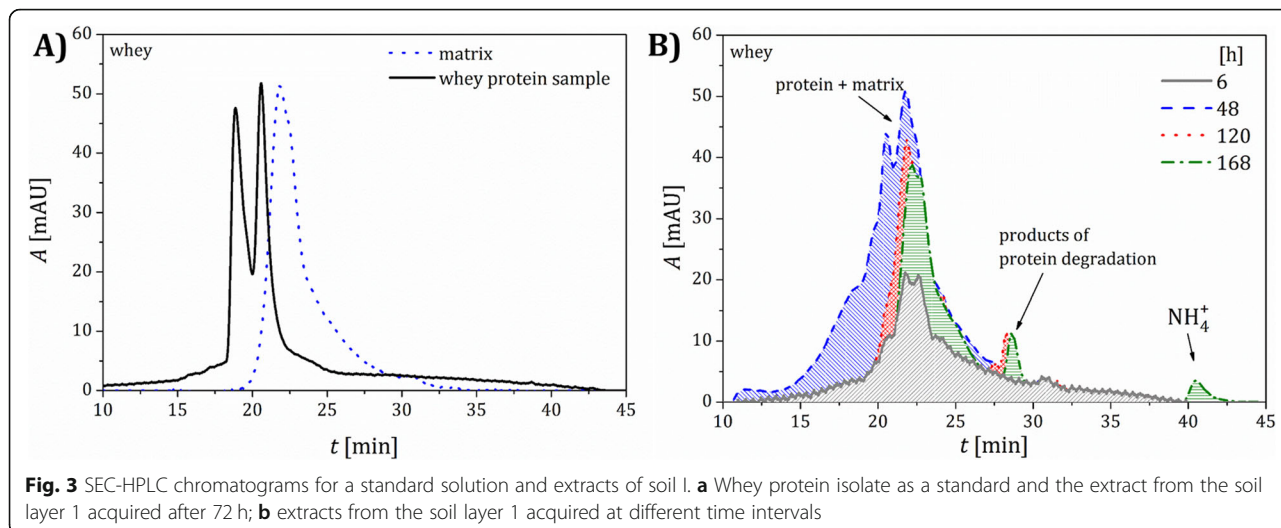 A)
whey
matrix
whey protein sample
60
50
40
30
20
10
0
A [mAU]
10 15 20 25 30 35 40 45
t [min]
B)
whey
[h]
6
48
120
168
protein + matrix
products of
protein degradation
NH₄⁺
60
50
40
30
20
10
0
A [mAU]
10 15 20 25 30 35 40 45
t [min]
Fig. 3 SEC-HPLC chromatograms for a standard solution and extracts of soil I. a Whey protein isolate as a standard and the extract from the soil
layer 1 acquired after 72 h; b extracts from the soil layer 1 acquired at different time intervals